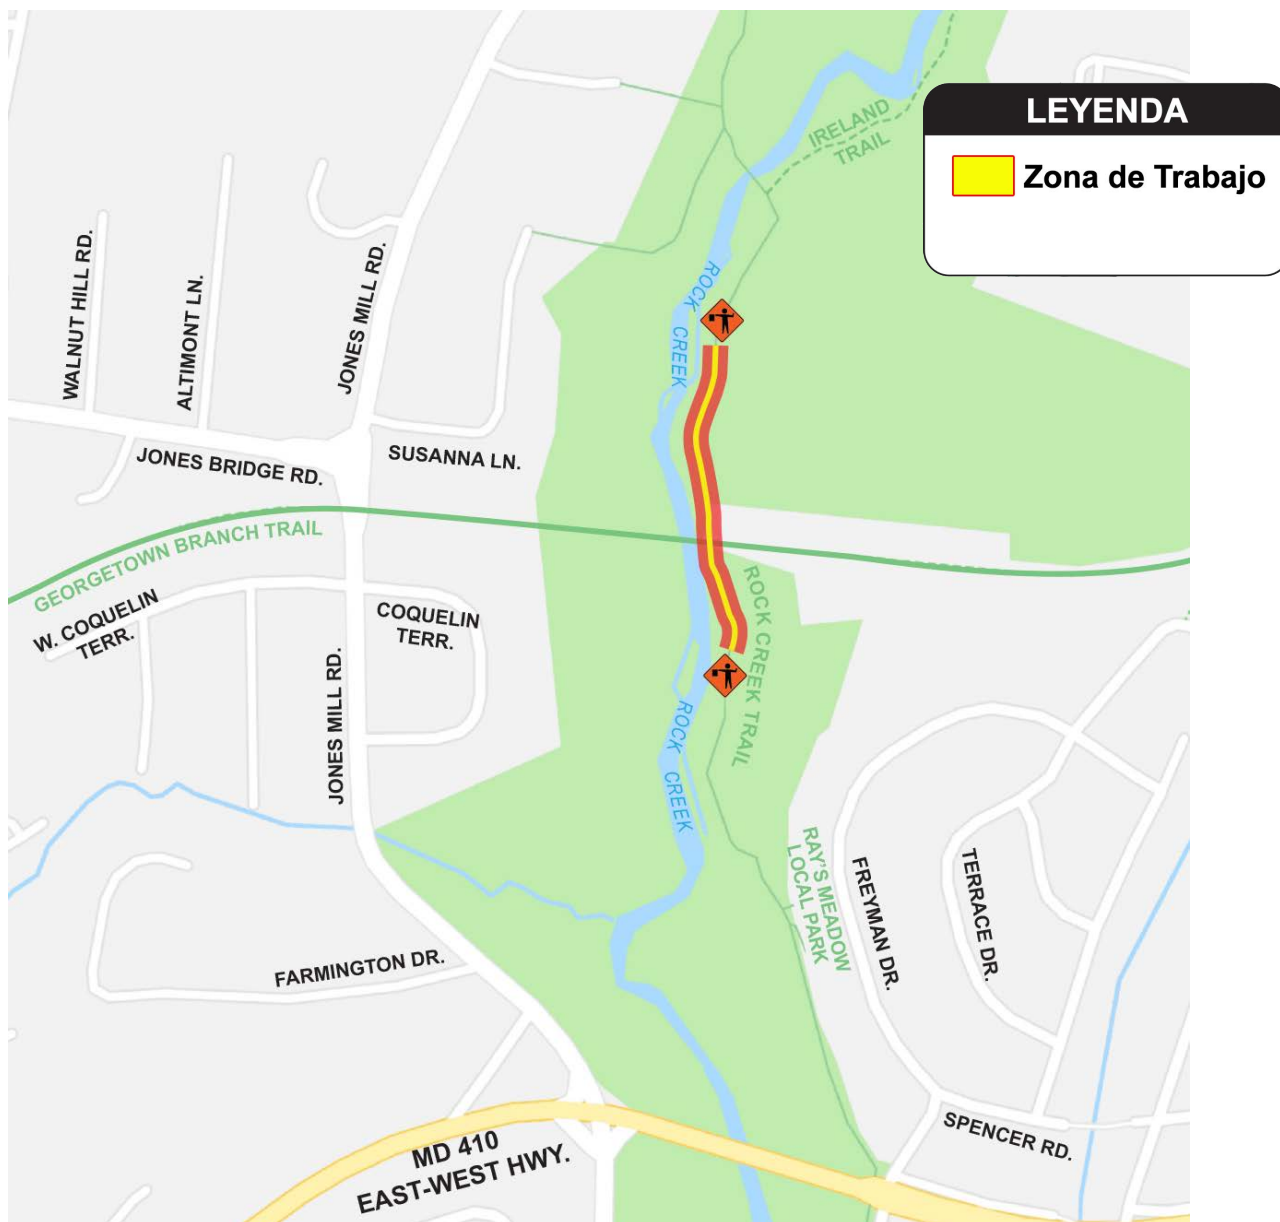 IRELAND
TRAIL
LEYENDA
Zona de Trabajo
WALNUT HILL RD.
ALTIMONT LN.
JONES MILL RD.
ROCK
CREEK
JONES BRIDGE RD.
SUSANNA LN.
GEORGETOWN BRANCH TRAIL
W. COQUELIN
TERR.
COQUELIN
TERR.
JONES MILL RD.
ROCK CREEK TRAIL
ROCK
CREEK
RAY'S MEADOW
LOCAL PARK
FREYMAN DR.
TERRACE DR.
FARMINGTON DR.
MD 410
EAST-WEST HWY.
SPENCER RD.